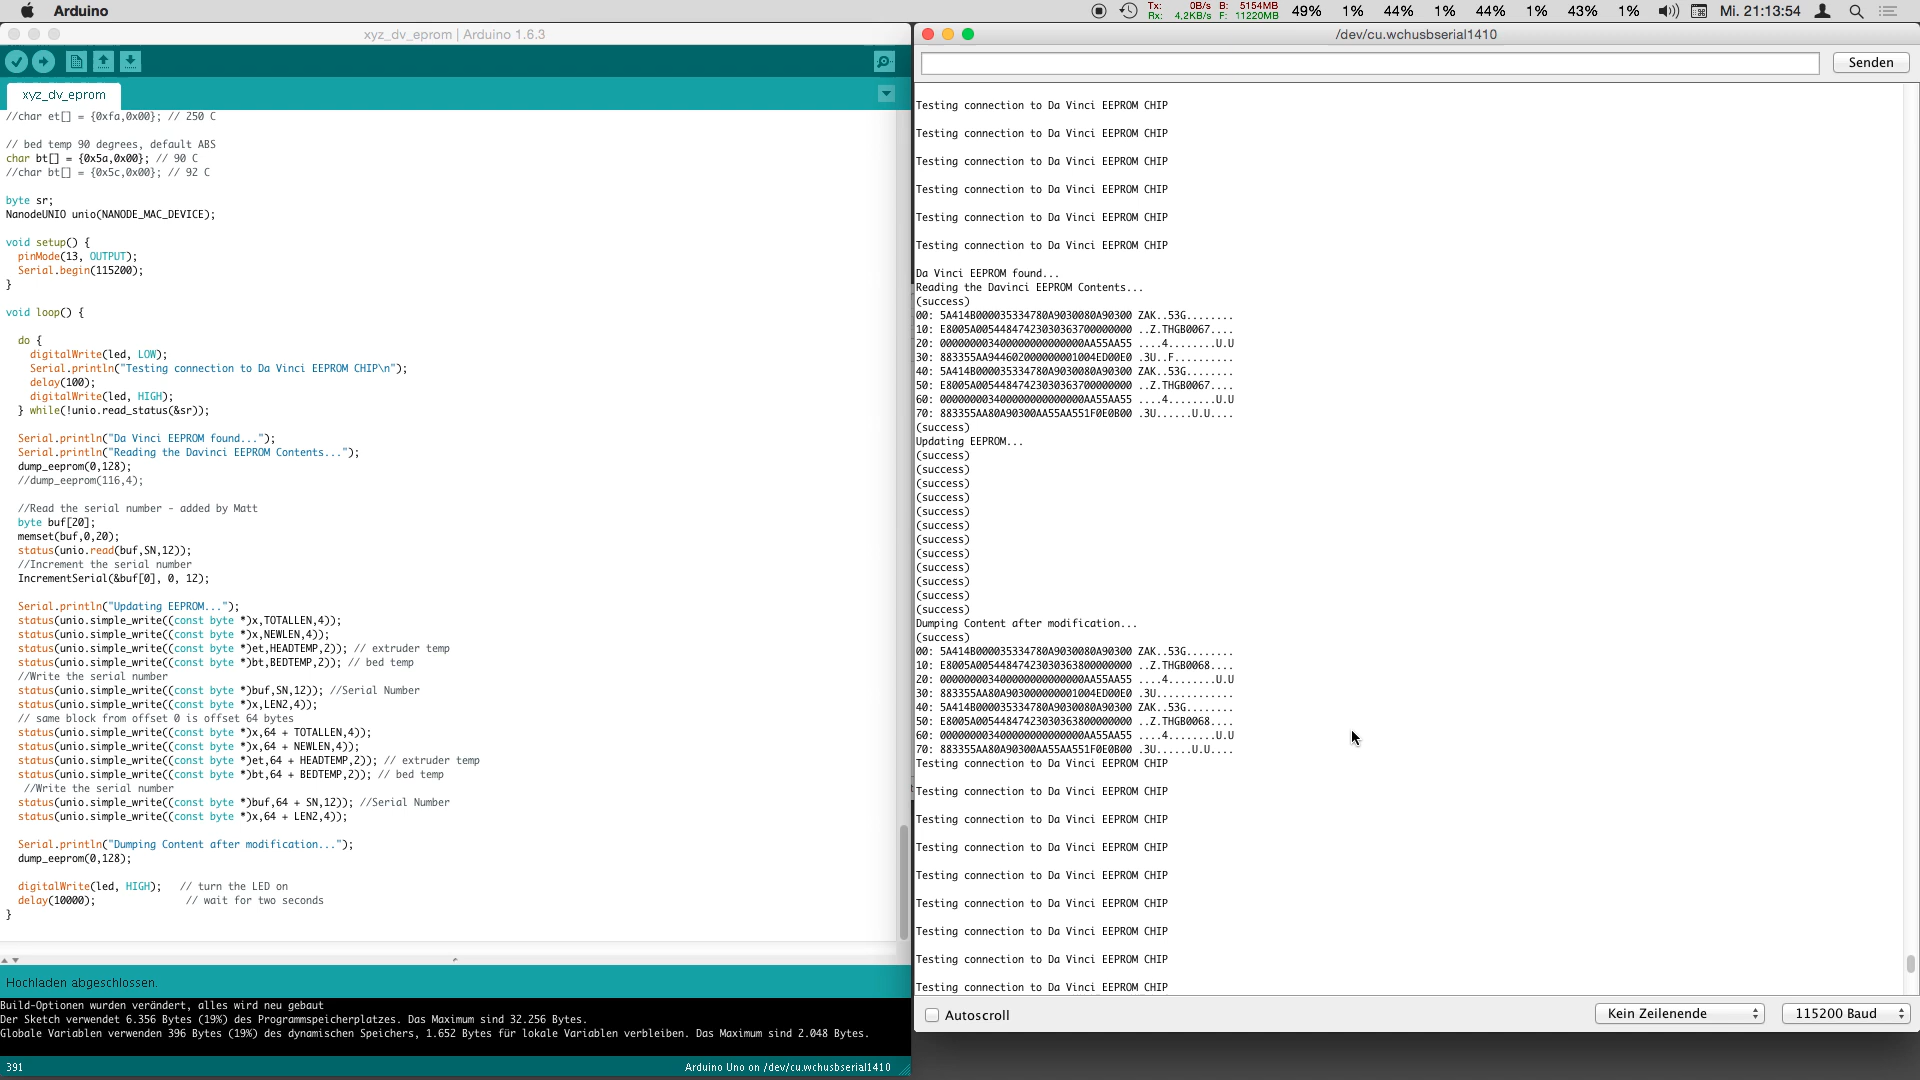 Arduino
Tx: 0B/s B: 5154MB
Rx: 4,2KB/s F: 11220MB
49% 1% 44% 1% 44% 1% 43% 1%
Mi. 21:13:54
xyz_dv_eprom | Arduino 1.6.3
xyz_dv_eprom
//char et[] = {0xfa,0x00}; // 250 C
// bed temp 90 degrees, default ABS
char bt[] = {0x5a,0x00}; // 90 C
//char bt[] = {0x5c,0x00}; // 92 C
byte sr;
NanodeUNIO unio(NANODE_MAC_DEVICE);
void setup() {
pinMode(13, OUTPUT);
Serial.begin(115200);
}
void loop() {
do {
digitalWrite(led, LOW);
Serial.println("Testing connection to Da Vinci EEPROM CHIP\n");
delay(100);
digitalWrite(led, HIGH);
} while(!unio.read_status(&sr));
Serial.println("Da Vinci EEPROM found...");
Serial.println("Reading the Davinci EEPROM Contents...");
dump_eeprom(0,128);
//dump_eeprom(116,4);
//Read the serial number - added by Matt
byte buf[20];
memset(buf,0,20);
status(unio.read(buf,SN,12));
//Increment the serial number
IncrementSerial(&buf[0], 0, 12);
Serial.println("Updating EEPROM...");
status(unio.simple_write((const byte *)x,TOTALLEN,4));
status(unio.simple_write((const byte *)x,NEWLEN,4));
status(unio.simple_write((const byte *)et,HEADTEMP,2)); // extruder temp
status(unio.simple_write((const byte *)bt,BEDTEMP,2)); // bed temp
//Write the serial number
status(unio.simple_write((const byte *)buf,SN,12)); //Serial Number
status(unio.simple_write((const byte *)x,LEN2,4));
// same block from offset 0 is offset 64 bytes
status(unio.simple_write((const byte *)x,64 + TOTALLEN,4));
status(unio.simple_write((const byte *)x,64 + NEWLEN,4));
status(unio.simple_write((const byte *)et,64 + HEADTEMP,2)); // extruder temp
status(unio.simple_write((const byte *)bt,64 + BEDTEMP,2)); // bed temp
//Write the serial number
status(unio.simple_write((const byte *)buf,64 + SN,12)); //Serial Number
status(unio.simple_write((const byte *)x,64 + LEN2,4));
Serial.println("Dumping Content after modification...");
dump_eeprom(0,128);
digitalWrite(led, HIGH); // turn the LED on
delay(10000); // wait for two seconds
}
Hochladen abgeschlossen.
Build-Optionen wurden verändert, alles wird neu gebaut
Der Sketch verwendet 6.356 Bytes (19%) des Programmspeicherplatzes. Das Maximum sind 32.256 Bytes.
Globale Variablen verwenden 396 Bytes (19%) des dynamischen Speichers, 1.652 Bytes für lokale Variablen verbleiben. Das Maximum sind 2.048 Bytes.
391
Arduino Uno on /dev/cu.wchusbserial1410
/dev/cu.wchusbserial1410
Senden
Testing connection to Da Vinci EEPROM CHIP
Testing connection to Da Vinci EEPROM CHIP
Testing connection to Da Vinci EEPROM CHIP
Testing connection to Da Vinci EEPROM CHIP
Testing connection to Da Vinci EEPROM CHIP
Testing connection to Da Vinci EEPROM CHIP
Da Vinci EEPROM found...
Reading the Davinci EEPROM Contents...
(success)
00: 5A414B000035334780A9030080A90300 ZAK..53G........
10: E8005A00544847423030363700000000 ..Z.THGB0067....
20: 00000000340000000000000000AA55AA55 ....4........U.U
30: 883355AA944602000000001004ED00E0 .3U..F..........
40: 5A414B000035334780A9030080A90300 ZAK..53G........
50: E8005A00544847423030363700000000 ..Z.THGB0067....
60: 00000000340000000000000000AA55AA55 ....4........U.U
70: 883355AA80A90300AA55AA551F0E0B00 .3U......U.U....
(success)
Updating EEPROM...
(success)
(success)
(success)
(success)
(success)
(success)
(success)
(success)
(success)
(success)
(success)
(success)
Dumping Content after modification...
(success)
00: 5A414B000035334780A9030080A90300 ZAK..53G........
10: E8005A00544847423030363800000000 ..Z.THGB0068....
20: 00000000340000000000000000AA55AA55 ....4........U.U
30: 883355AA80A903000000001004ED00E0 .3U.............
40: 5A414B000035334780A9030080A90300 ZAK..53G........
50: E8005A00544847423030363800000000 ..Z.THGB0068....
60: 00000000340000000000000000AA55AA55 ....4........U.U
70: 883355AA80A90300AA55AA551F0E0B00 .3U......U.U....
Testing connection to Da Vinci EEPROM CHIP
Testing connection to Da Vinci EEPROM CHIP
Testing connection to Da Vinci EEPROM CHIP
Testing connection to Da Vinci EEPROM CHIP
Testing connection to Da Vinci EEPROM CHIP
Testing connection to Da Vinci EEPROM CHIP
Testing connection to Da Vinci EEPROM CHIP
Testing connection to Da Vinci EEPROM CHIP
Testing connection to Da Vinci EEPROM CHIP
Autoscroll
Kein Zeilenende
115200 Baud